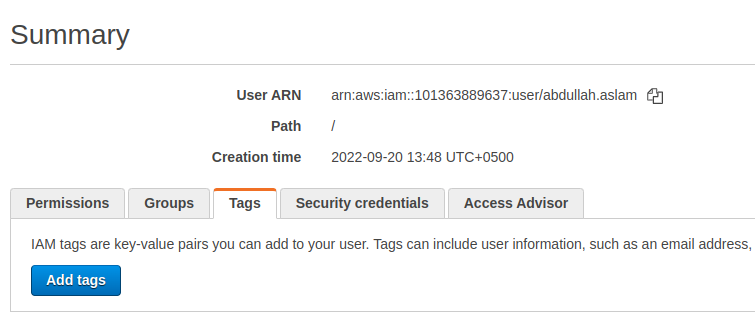 Summary
User ARN arn:aws:iam::101363889637:user/abdullah.aslam
Path /
Creation time 2022-09-20 13:48 UTC+0500
Permissions Groups Tags Security credentials Access Advisor
IAM tags are key-value pairs you can add to your user. Tags can include user information, such as an email address,
Add tags